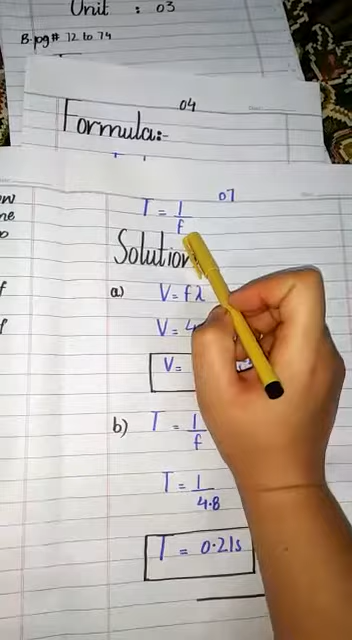 Unit : 03
B.pg# 72 to 74
04
Formula:-
07
T = 1/f
Solution
a) V = fλ
V = 4
V =
b) T = 1/f
T = 1/4.8
T = 0.21s